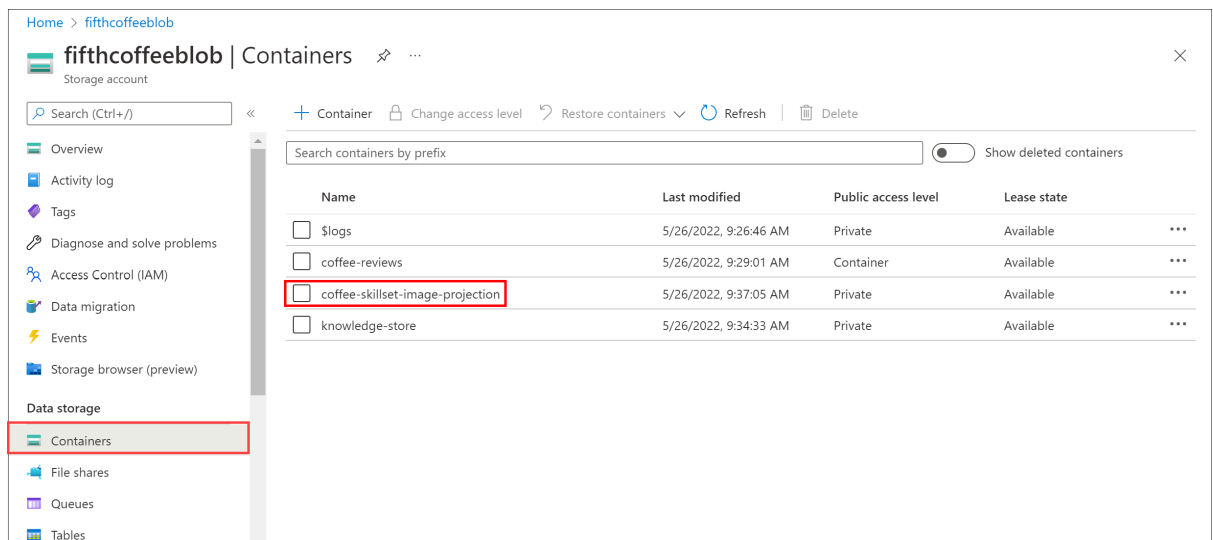 Home > fifthcoffeeblob
fifthcoffeeblob | Containers ···
Storage account
Search (Ctrl+/) «
+ Container Change access level Restore containers Refresh Delete
Overview
Search containers by prefix Show deleted containers
Activity log
Name Last modified Public access level Lease state
Tags
$logs 5/26/2022, 9:26:46 AM Private Available ···
Diagnose and solve problems
coffee-reviews 5/26/2022, 9:29:01 AM Container Available ···
Access Control (IAM)
coffee-skillset-image-projection 5/26/2022, 9:37:05 AM Private Available ···
Data migration
knowledge-store 5/26/2022, 9:34:33 AM Private Available ···
Events
Storage browser (preview)
Data storage
Containers
File shares
Queues
Tables